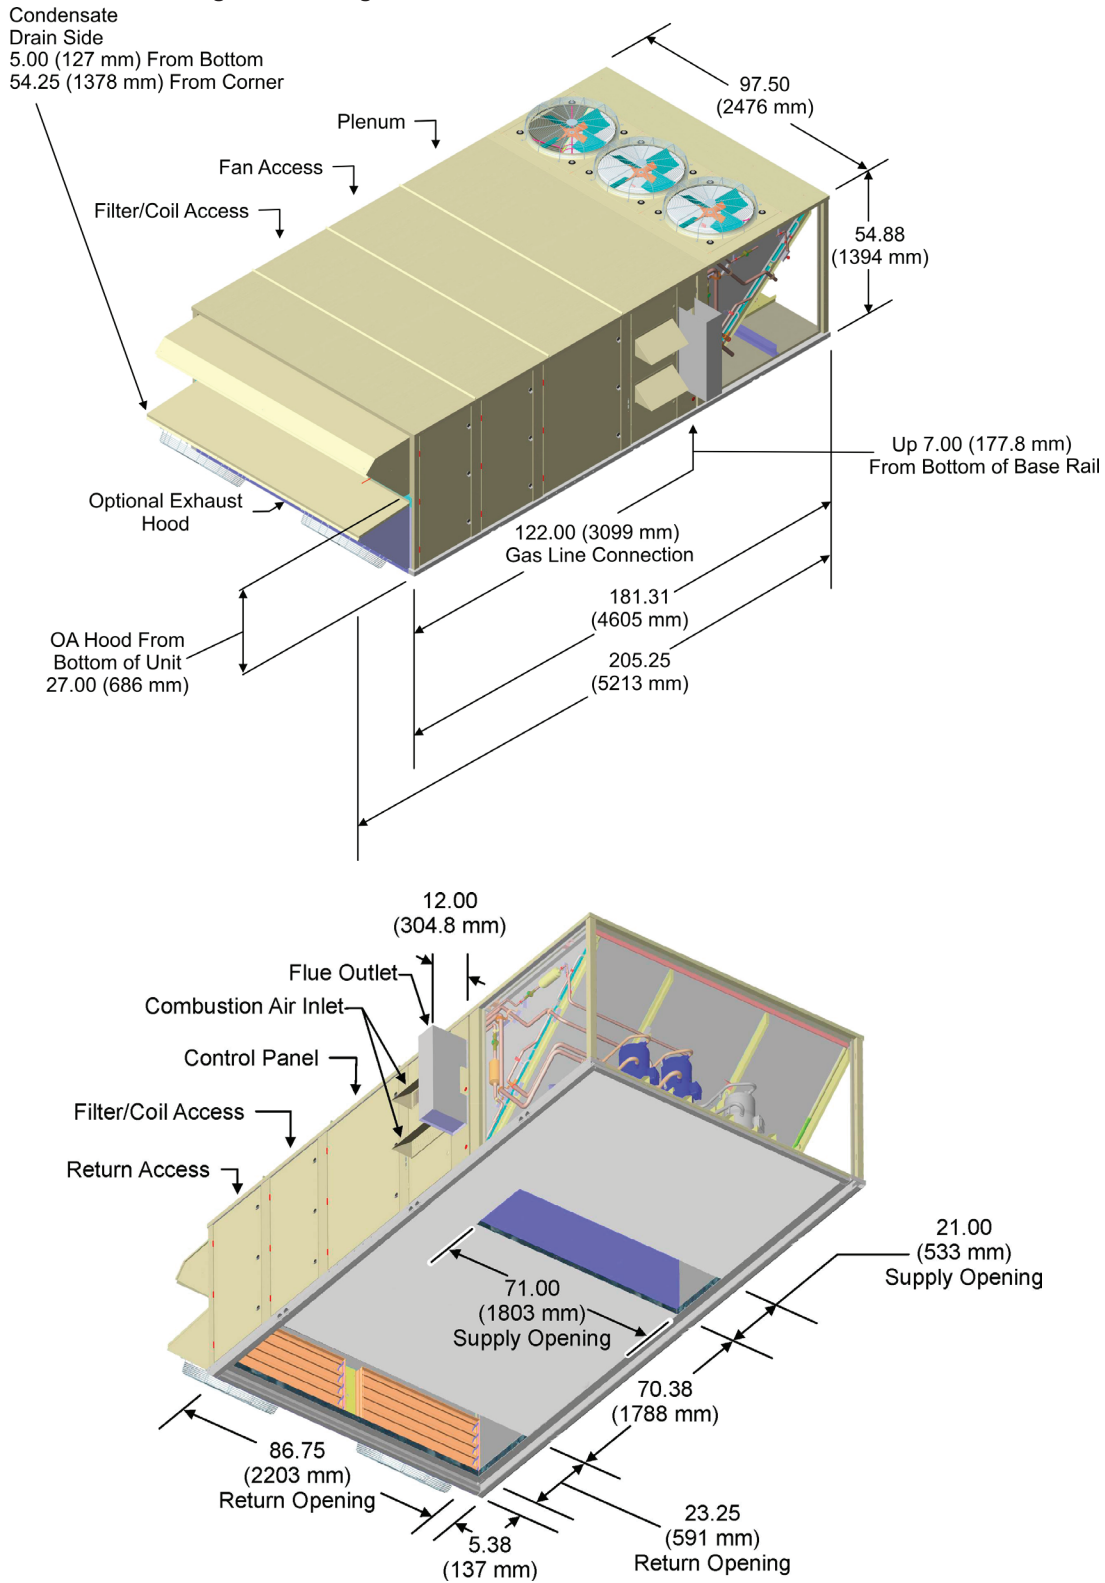 Condensate
Drain Side
5.00 (127 mm) From Bottom
54.25 (1378 mm) From Corner
97.50
(2476 mm)
Plenum
Fan Access
Filter/Coil Access
54.88
(1394 mm)
Up 7.00 (177.8 mm)
From Bottom of Base Rail
Optional Exhaust
Hood
122.00 (3099 mm)
Gas Line Connection
181.31
(4605 mm)
OA Hood From
Bottom of Unit
27.00 (686 mm)
205.25
(5213 mm)
12.00
(304.8 mm)
Flue Outlet
Combustion Air Inlet
Control Panel
Filter/Coil Access
Return Access
21.00
(533 mm)
Supply Opening
71.00
(1803 mm)
Supply Opening
70.38
(1788 mm)
86.75
(2203 mm)
Return Opening
23.25
(591 mm)
Return Opening
5.38
(137 mm)